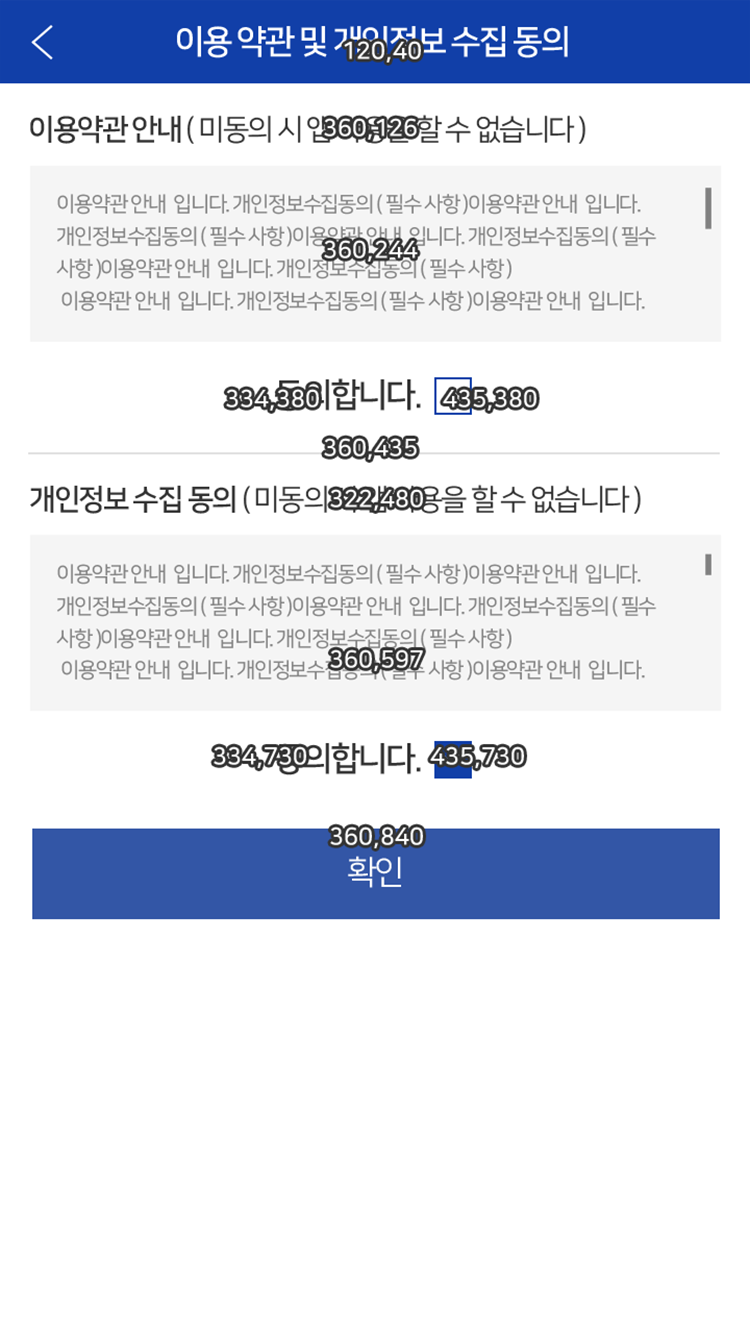 이용 약관 및 개인정보 수집 동의
120,40
이용약관 안내 ( 미동의 시 할 수 없습니다 )
360,126
이용약관 안내 입니다. 개인정보수집동의 ( 필수 사항 )이용약관 안내 입니다.
개인정보수집동의 ( 필수 사항 )이용약관 안내 입니다. 개인정보수집동의 ( 필수
360,244
사항 )이용약관 안내 입니다. 개인정보수집동의 ( 필수 사항 )
이용약관 안내 입니다. 개인정보수집동의 ( 필수 사항 )이용약관 안내 입니다.
334,380
동의합니다.
435,380
360,435
개인정보 수집 동의 ( 미동의 이용을 할 수 없습니다 )
322,480
이용약관 안내 입니다. 개인정보수집동의 ( 필수 사항 )이용약관 안내 입니다.
개인정보수집동의 ( 필수 사항 )이용약관 안내 입니다. 개인정보수집동의 ( 필수
사항 )이용약관 안내 입니다. 개인정보수집동의 ( 필수 사항 )
360,597
이용약관 안내 입니다. 개인정보수집동의 ( 필수 사항 )이용약관 안내 입니다.
334,730
동의합니다.
435,730
360,840
확인